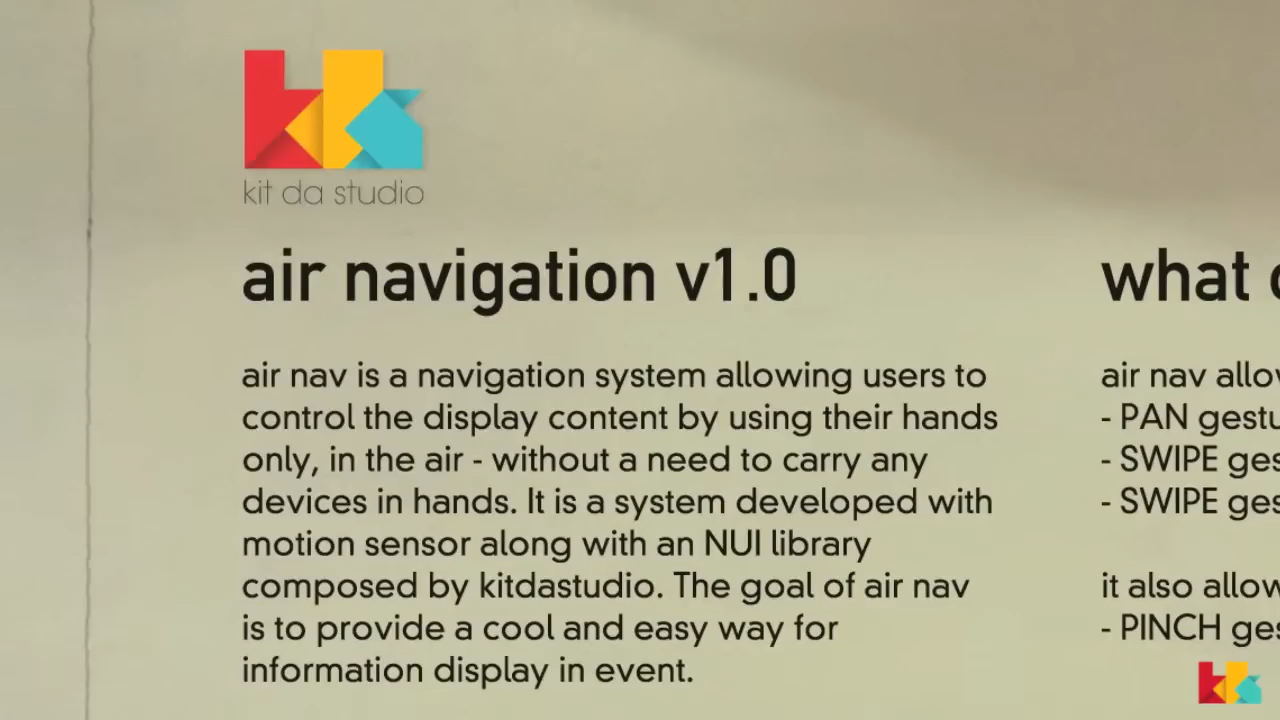 kit da studio
air navigation v1.0
air nav is a navigation system allowing users to
control the display content by using their hands
only, in the air - without a need to carry any
devices in hands. It is a system developed with
motion sensor along with an NUI library
composed by kitdastudio. The goal of air nav
is to provide a cool and easy way for
information display in event.
what
air nav
- PAN
- SWIPE
- SWIPE
it also
- PINCH